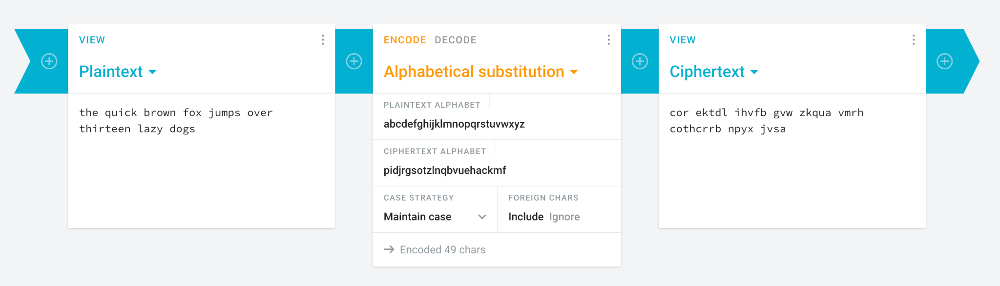 VIEW
Plaintext
the quick brown fox jumps over
thirteen lazy dogs
ENCODE DECODE
Alphabetical substitution
PLAINTEXT ALPHABET
abcdefghijklmnopqrstuvwxyz
CIPHERTEXT ALPHABET
pidjrgsotzlnqbvuehackmf
CASE STRATEGY
Maintain case
FOREIGN CHARS
Include Ignore
→ Encoded 49 chars
VIEW
Ciphertext
cor ektdl ihvfb gvw zkqua vmrh
cothcrrb npyx jvsa